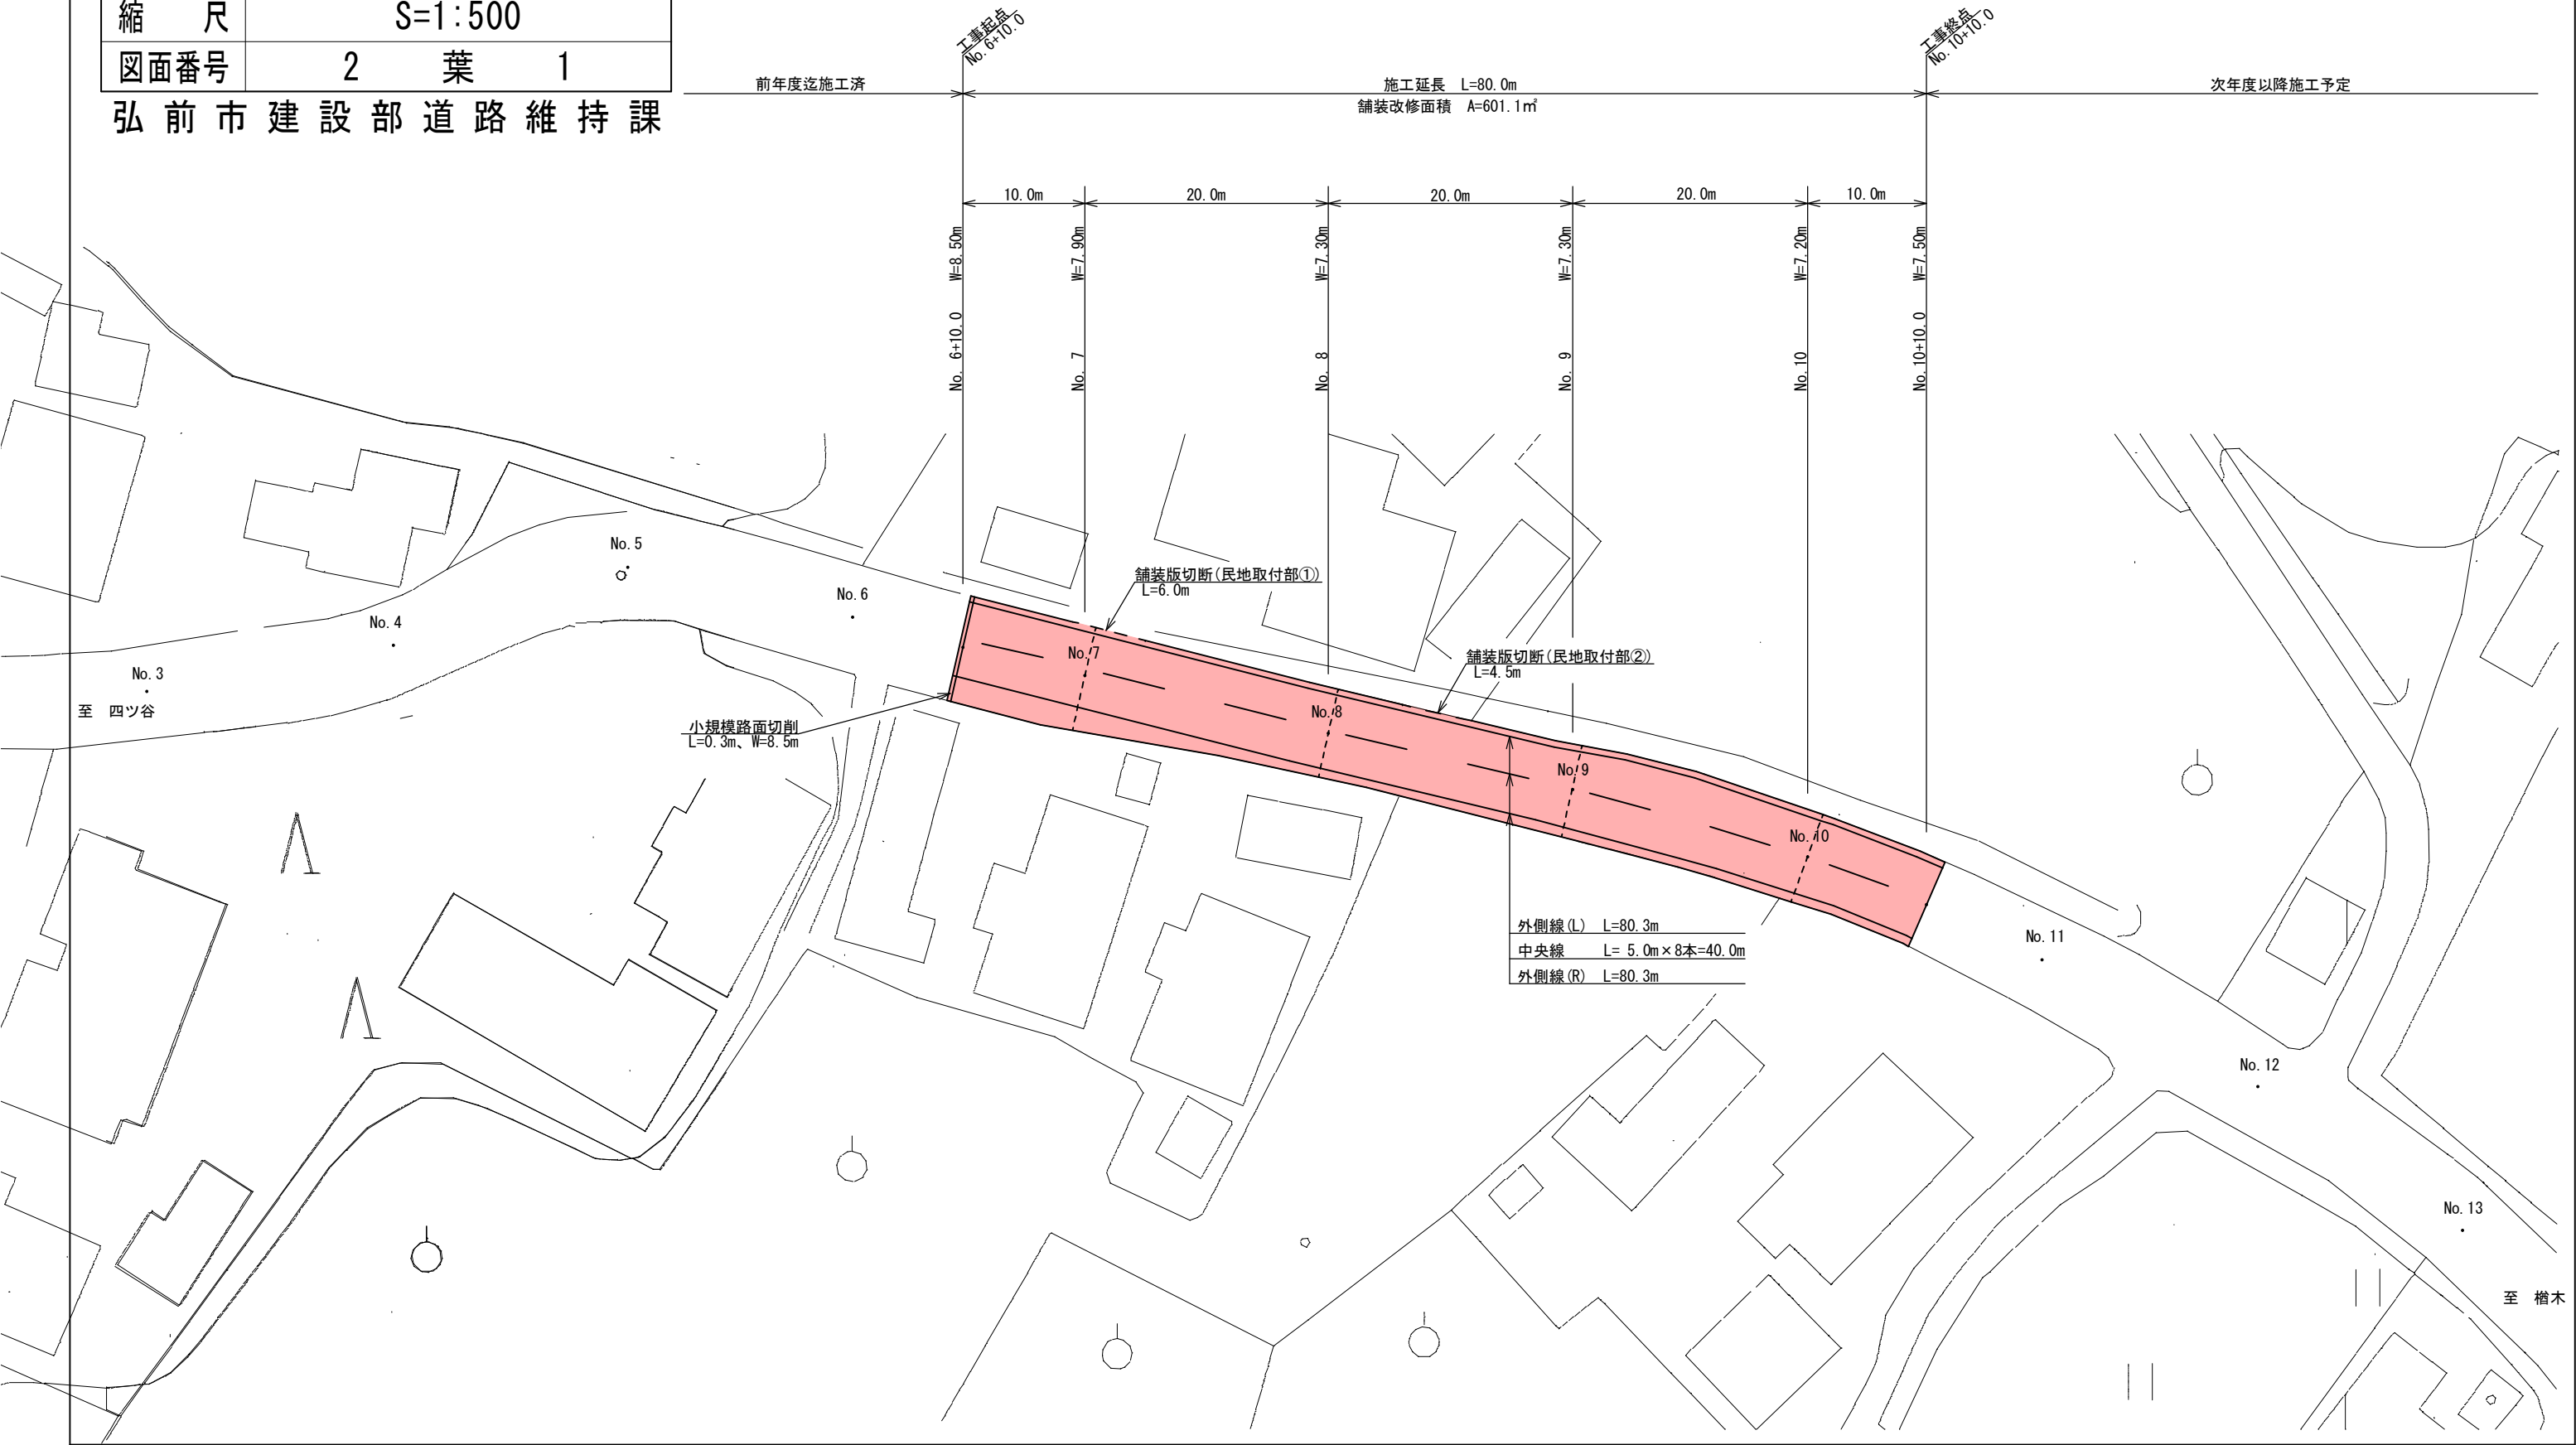 縮 尺 S=1:500
図面番号 2 葉 1
弘前市建設部道路維持課
工事起点
No.6+10.0
工事終点
No.10+10.0
前年度迄施工済
施工延長 L=80.0m
舗装改修面積 A=601.1㎡
次年度以降施工予定
10.0m
20.0m
20.0m
20.0m
10.0m
No. 6+10.0 W=8.50m
No. 7 W=7.90m
No. 8 W=7.30m
No. 9 W=7.30m
No.10 W=7.20m
No.10+10.0 W=7.50m
No.3
至 四ツ谷
No.4
No.5
No.6
舗装版切断(民地取付部①)
L=6.0m
No.7
小規模路面切削
L=0.3m、W=8.5m
舗装版切断(民地取付部②)
L=4.5m
No.8
No.9
No.10
外側線(L) L=80.3m
中央線 L= 5.0m×8本=40.0m
外側線(R) L=80.3m
No.11
No.12
No.13
至 楢木